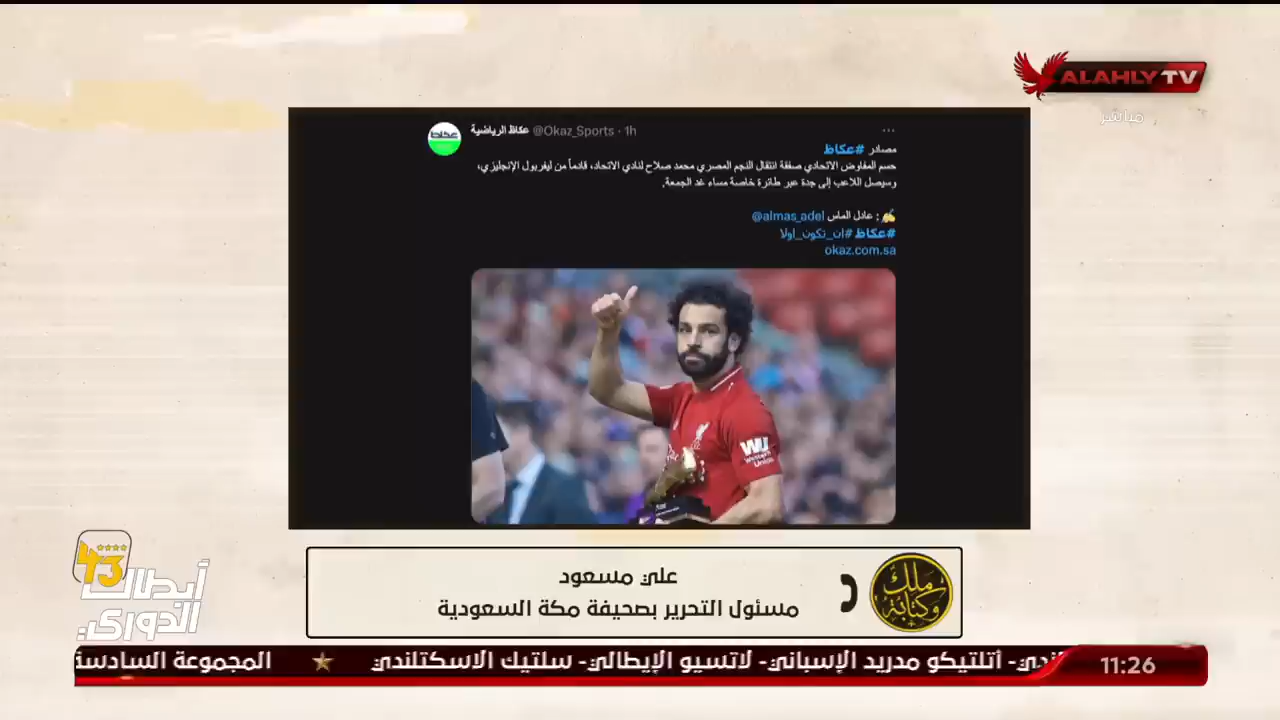 ALAHLY TV
مباشر
عكاظ الرياضية @Okaz_Sports · 1h
مصادر #عكاظ
حسم المفاوض الاتحادي صفقة انتقال النجم المصري محمد صلاح لنادي الاتحاد، قادماً من ليفربول الإنجليزي،
وسيصل اللاعب إلى جدة عبر طائرة خاصة مساء غد الجمعة.
✍️ : عادل الماس @almas_adel
#عكاظ #ان_تكون_اولا
okaz.com.sa
Western Union
علي مسعود
مسئول التحرير بصحيفة مكة السعودية
ملك وكتابة
43
أبطال
الدوري
أتلتيكو مدريد الإسباني- لاتسيو الإيطالي- سلتيك الاسكتلندي ★ المجموعة السادسة
11:26